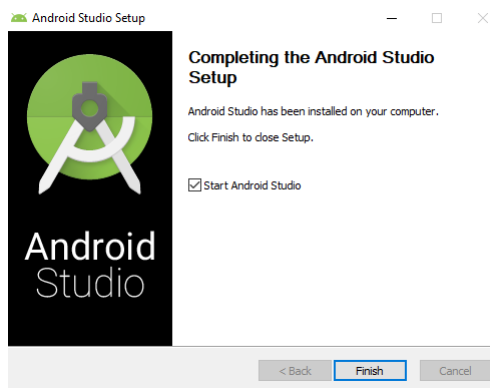 Android Studio Setup
Completing the Android Studio
Setup
Android Studio has been installed on your computer.
Click Finish to close Setup.
Start Android Studio
Android
Studio
< Back
Finish
Cancel